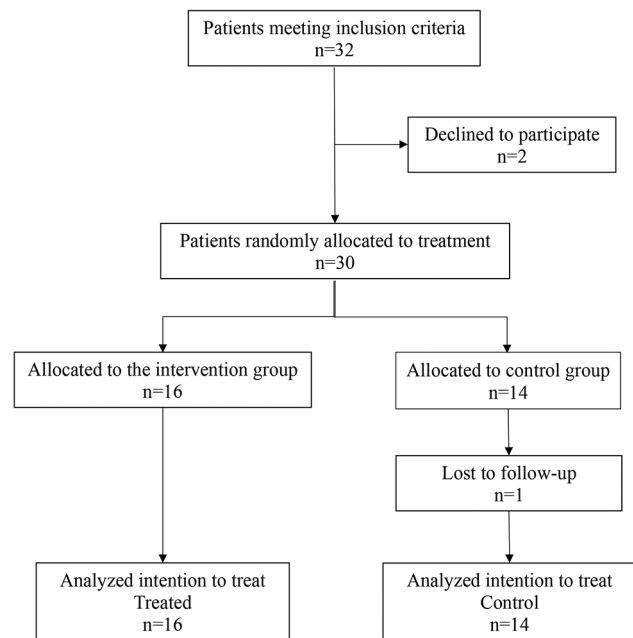 Patients meeting inclusion criteria
n=32
Declined to participate
n=2
Patients randomly allocated to treatment
n=30
Allocated to the intervention group
n=16
Allocated to control group
n=14
Lost to follow-up
n=1
Analyzed intention to treat
Treated
n=16
Analyzed intention to treat
Control
n=14